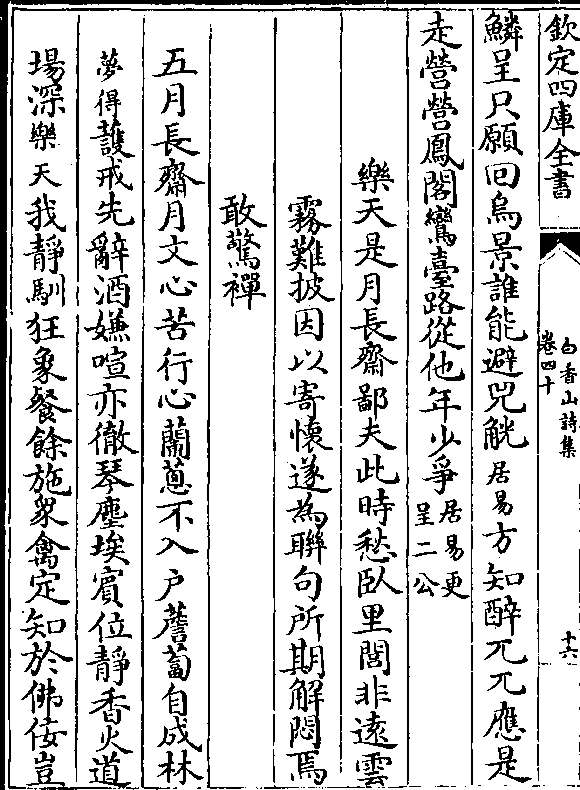 欽定四庫全書
白香山詩集
卷四十
十六
鱗呈只願回烏景誰能避兕觥居易方知醉兀兀應是
走營營鳳閣鸞臺路從他年少爭居易更呈二公
樂天是月長齋鄙夫此時愁臥里閭非遠雲
霧難披因以寄懷遂為聯句所期解悶焉
敢驚禪
五月長齋月文心苦行心蘭蔥不入户薝蔔自成林
夢得護戒先辭酒嫌喧亦徹琴塵埃賓位靜香火道
場深樂天我靜馴狂象餐餘施衆禽定知於佛佞豈